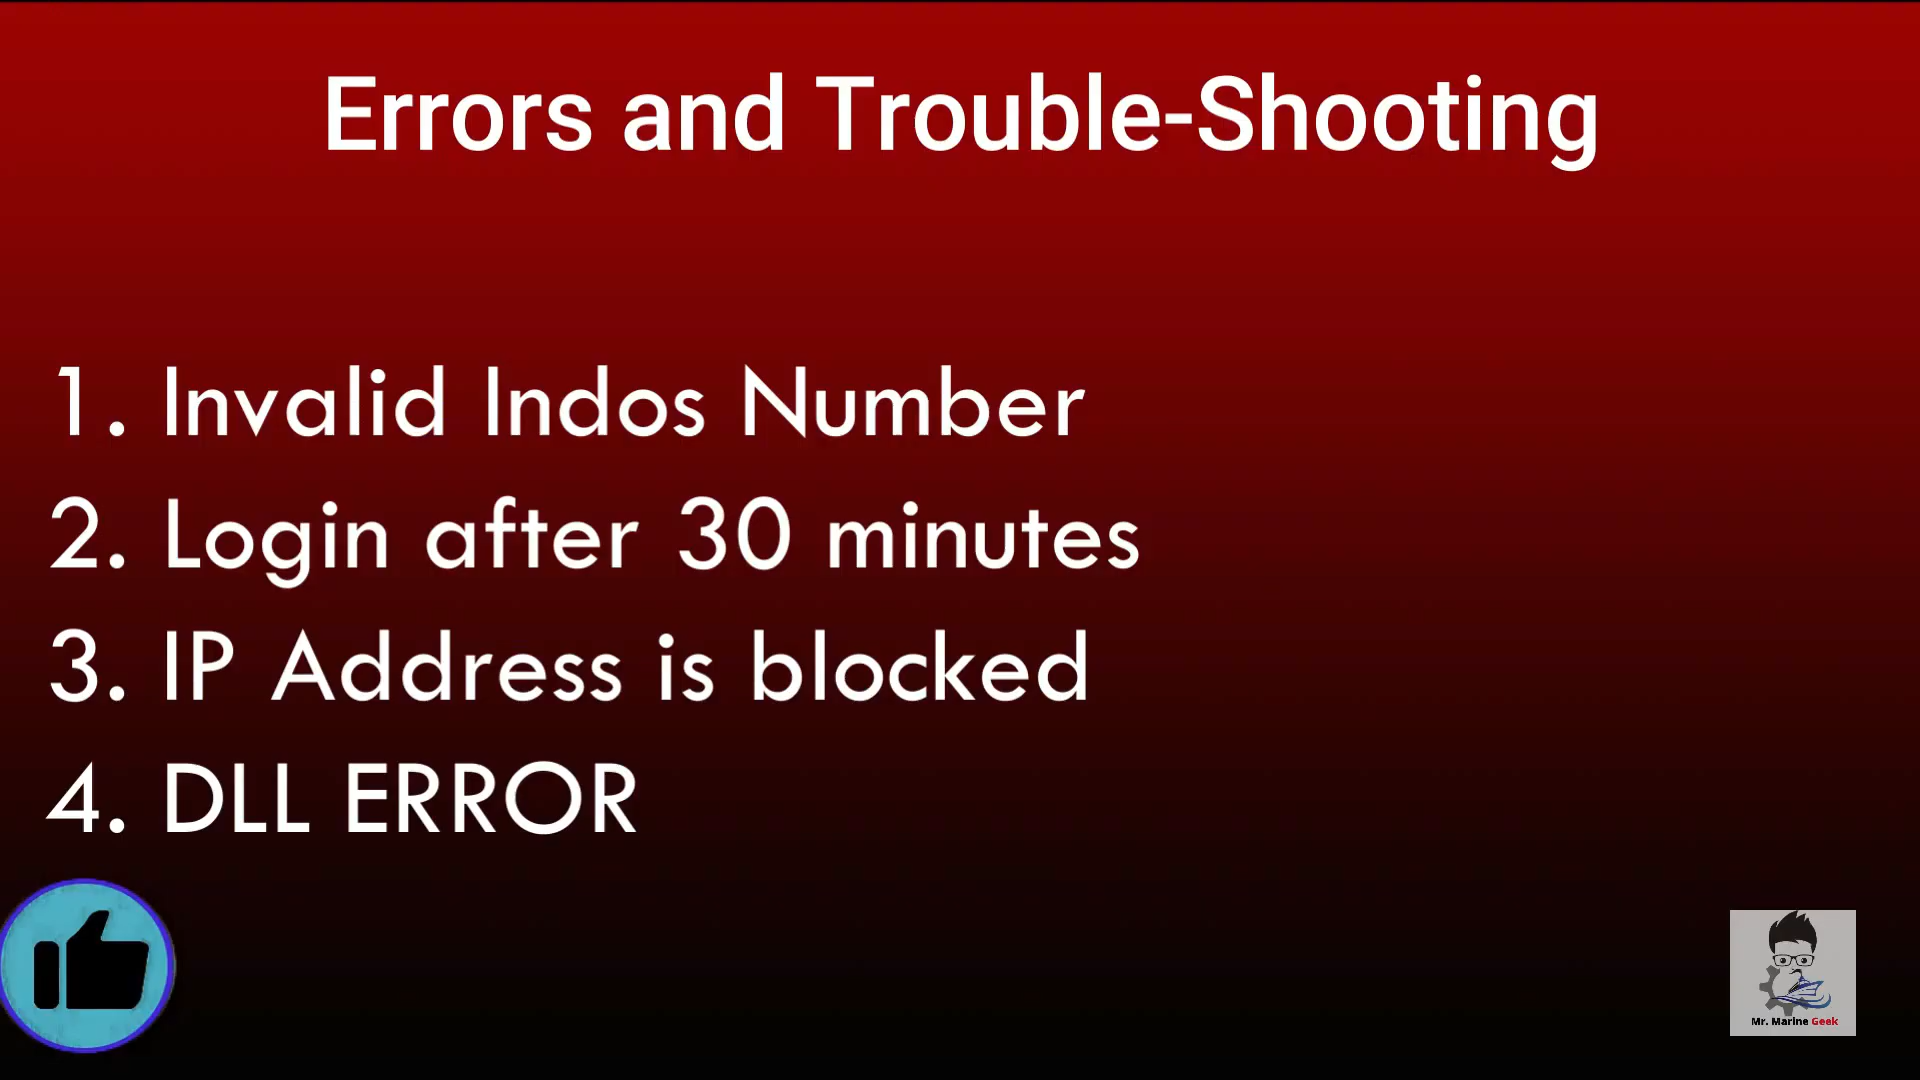 Errors and Trouble-Shooting
1. Invalid Indos Number
2. Login after 30 minutes
3. IP Address is blocked
4. DLL ERROR
Mr. Marine Geek